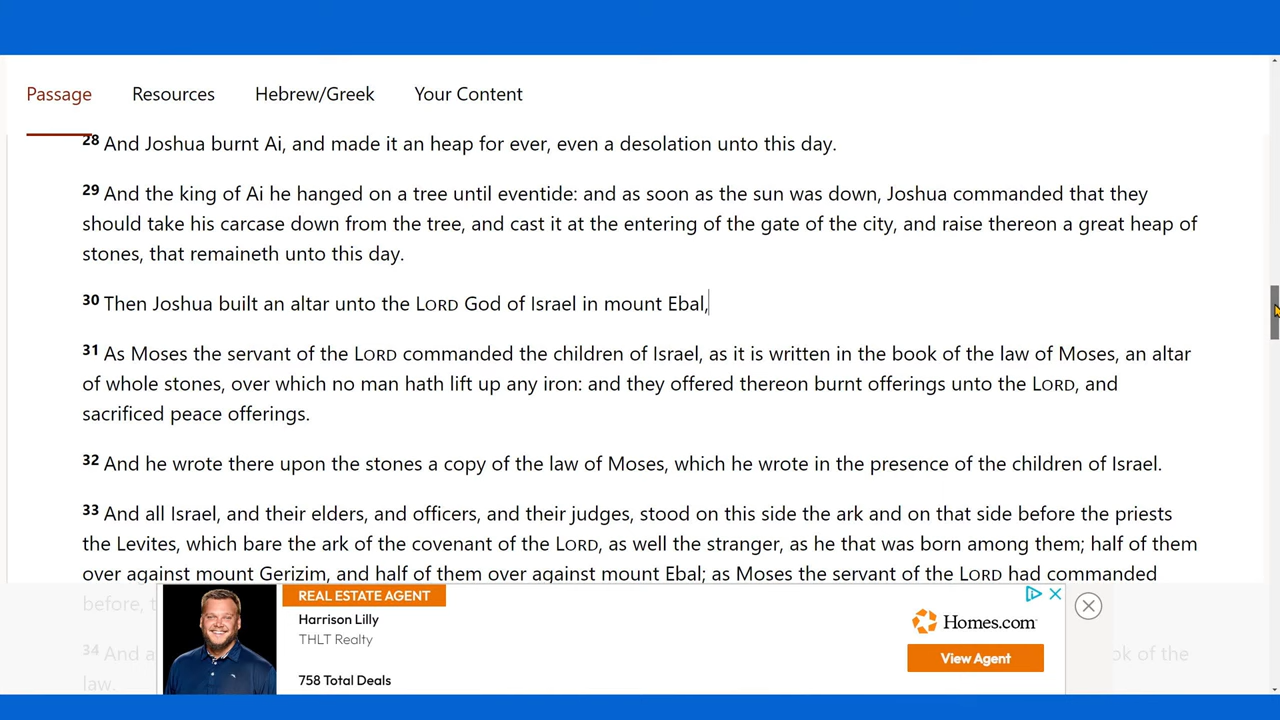 Passage Resources Hebrew/Greek Your Content
28 And Joshua burnt Ai, and made it an heap for ever, even a desolation unto this day.
29 And the king of Ai he hanged on a tree until eventide: and as soon as the sun was down, Joshua commanded that they
should take his carcase down from the tree, and cast it at the entering of the gate of the city, and raise thereon a great heap of
stones, that remaineth unto this day.
30 Then Joshua built an altar unto the LORD God of Israel in mount Ebal,
31 As Moses the servant of the LORD commanded the children of Israel, as it is written in the book of the law of Moses, an altar
of whole stones, over which no man hath lift up any iron: and they offered thereon burnt offerings unto the LORD, and
sacrificed peace offerings.
32 And he wrote there upon the stones a copy of the law of Moses, which he wrote in the presence of the children of Israel.
33 And all Israel, and their elders, and officers, and their judges, stood on this side the ark and on that side before the priests
the Levites, which bare the ark of the covenant of the LORD, as well the stranger, as he that was born among them; half of them
over against mount Gerizim, and half of them over against mount Ebal; as Moses the servant of the LORD had commanded
before,
34 And
of the
law.
REAL ESTATE AGENT
Harrison Lilly
THLT Realty
758 Total Deals
Homes.com
View Agent